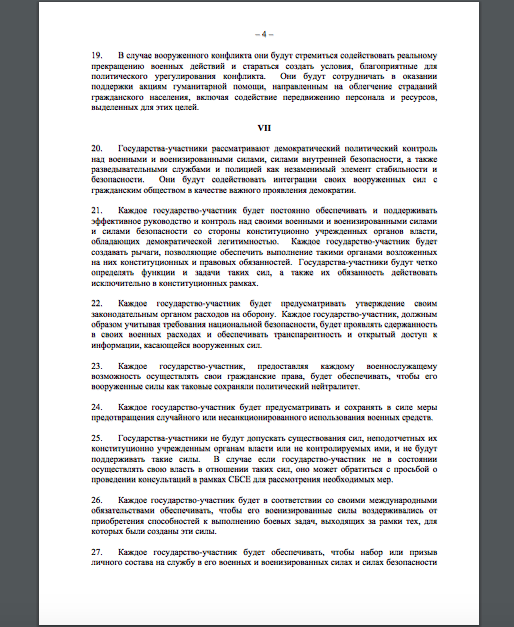 – 4 –
19. В случае вооруженного конфликта они будут стремиться содействовать реальному
прекращению военных действий и стараться создать условия, благоприятные для
политического урегулирования конфликта. Они будут сотрудничать в оказании
поддержки акциям гуманитарной помощи, направленным на облегчение страданий
гражданского населения, включая содействие передвижению персонала и ресурсов,
выделенных для этих целей.
VII
20. Государства-участники рассматривают демократический политический контроль
над военными и военизированными силами, силами внутренней безопасности, а также
разведывательными службами и полицией как незаменимый элемент стабильности и
безопасности. Они будут содействовать интеграции своих вооруженных сил с
гражданским обществом в качестве важного проявления демократии.
21. Каждое государство-участник будет постоянно обеспечивать и поддерживать
эффективное руководство и контроль над своими военными и военизированными силами
и силами безопасности со стороны конституционно учрежденных органов власти,
обладающих демократической легитимностью. Каждое государство-участник будет
создавать рычаги, позволяющие обеспечить выполнение такими органами возложенных
на них конституционных и правовых обязанностей. Государства-участники будут четко
определять функции и задачи таких сил, а также их обязанность действовать
исключительно в конституционных рамках.
22. Каждое государство-участник будет предусматривать утверждение своим
законодательным органом расходов на оборону. Каждое государство-участник, должным
образом учитывая требования национальной безопасности, будет проявлять сдержанность
в своих военных расходах и обеспечивать транспарентность и открытый доступ к
информации, касающейся вооруженных сил.
23. Каждое государство-участник, предоставляя каждому военнослужащему
возможность осуществлять свои гражданские права, будет обеспечивать, чтобы его
вооруженные силы как таковые сохраняли политический нейтралитет.
24. Каждое государство-участник будет предусматривать и сохранять в силе меры
предотвращения случайного или несанкционированного использования военных средств.
25. Государства-участники не будут допускать существования сил, неподотчетных их
конституционно учрежденным органам власти или не контролируемых ими, и не будут
поддерживать такие силы. В случае если государство-участник не в состоянии
осуществлять свою власть в отношении таких сил, оно может обратиться с просьбой о
проведении консультаций в рамках СБСЕ для рассмотрения необходимых мер.
26. Каждое государство-участник будет в соответствии со своими международными
обязательствами обеспечивать, чтобы его военизированные силы воздерживались от
приобретения способностей к выполнению боевых задач, выходящих за рамки тех, для
которых были созданы эти силы.
27. Каждое государство-участник будет обеспечивать, чтобы набор или призыв
личного состава на службу в его военных и военизированных силах и силах безопасности